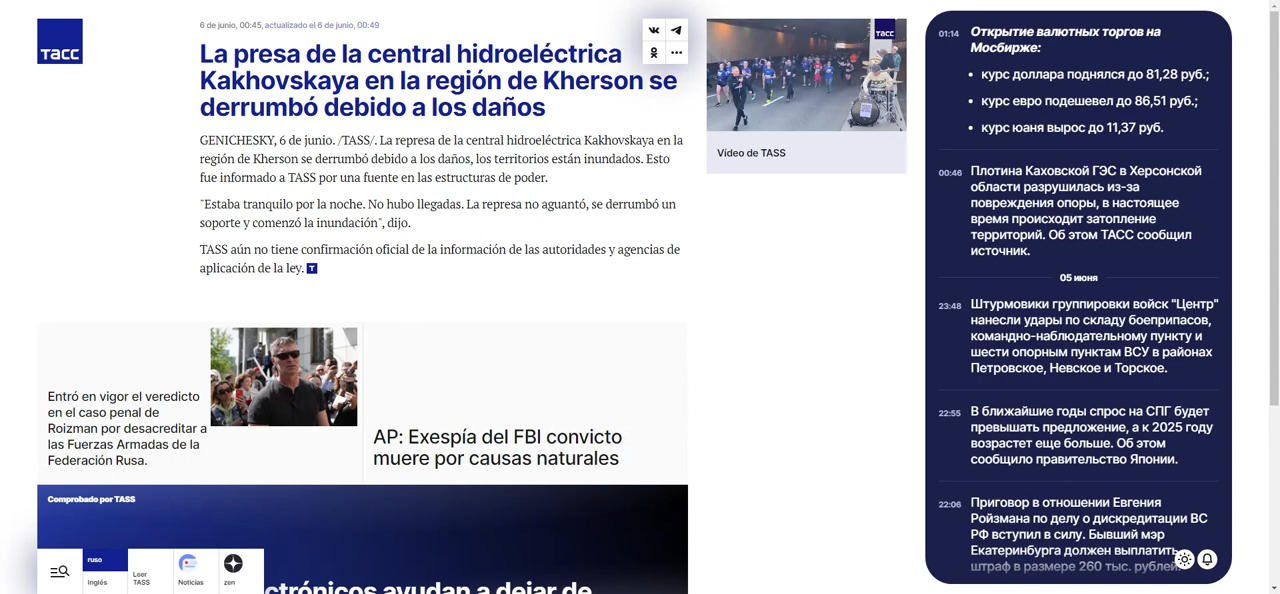 тасс
6 de junio, 00:45, actualizado el 6 de junio, 00:49
La presa de la central hidroeléctrica
Kakhovskaya en la región de Kherson se
derrumbó debido a los daños
GENICHESKY, 6 de junio. /TASS/. La represa de la central hidroeléctrica Kakhovskaya en la
región de Kherson se derrumbó debido a los daños, los territorios están inundados. Esto
fue informado a TASS por una fuente en las estructuras de poder.
"Estaba tranquilo por la noche. No hubo llegadas. La represa no aguantó, se derrumbó un
soporte y comenzó la inundación", dijo.
TASS aún no tiene confirmación oficial de la información de las autoridades y agencias de
aplicación de la ley. T
тасс
Vídeo de TASS
Entró en vigor el veredicto
en el caso penal de
Roizman por desacreditar a
las Fuerzas Armadas de la
Federación Rusa.
AP: Exespía del FBI convicto
muere por causas naturales
Comprobado por TASS
ctrónicos ayudan a dejar de
ruso
Inglés
Leer
TASS
Noticias
zen
01:14
Открытие валютных торгов на
Мосбирже:
• курс доллара поднялся до 81,28 руб.;
• курс евро подешевел до 86,51 руб.;
• курс юаня вырос до 11,37 руб.
00:46
Плотина Каховской ГЭС в Херсонской
области разрушилась из-за
повреждения опоры, в настоящее
время происходит затопление
территорий. Об этом ТАСС сообщил
источник.
05 июня
23:48
Штурмовики группировки войск "Центр"
нанесли удары по складу боеприпасов,
командно-наблюдательному пункту и
шести опорным пунктам ВСУ в районах
Петровское, Невское и Торское.
22:55
В ближайшие годы спрос на СПГ будет
превышать предложение, а к 2025 году
возрастет еще больше. Об этом
сообщило правительство Японии.
22:06
Приговор в отношении Евгения
Ройзмана по делу о дискредитации ВС
РФ вступил в силу. Бывший мэр
Екатеринбурга должен выплатить
штраф в размере 260 тыс. рублей.